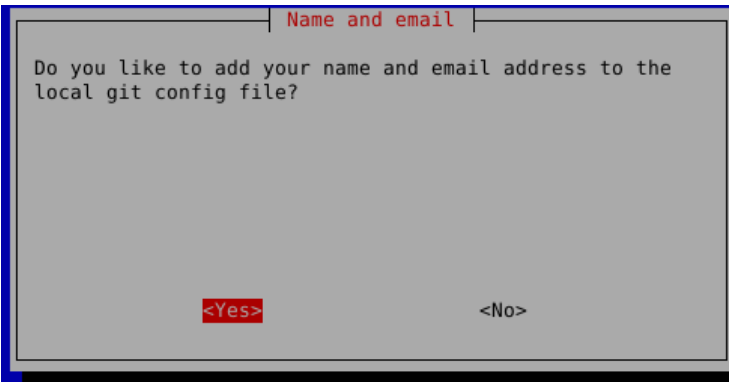 Name and email
Do you like to add your name and email address to the
local git config file?
<Yes> <No>